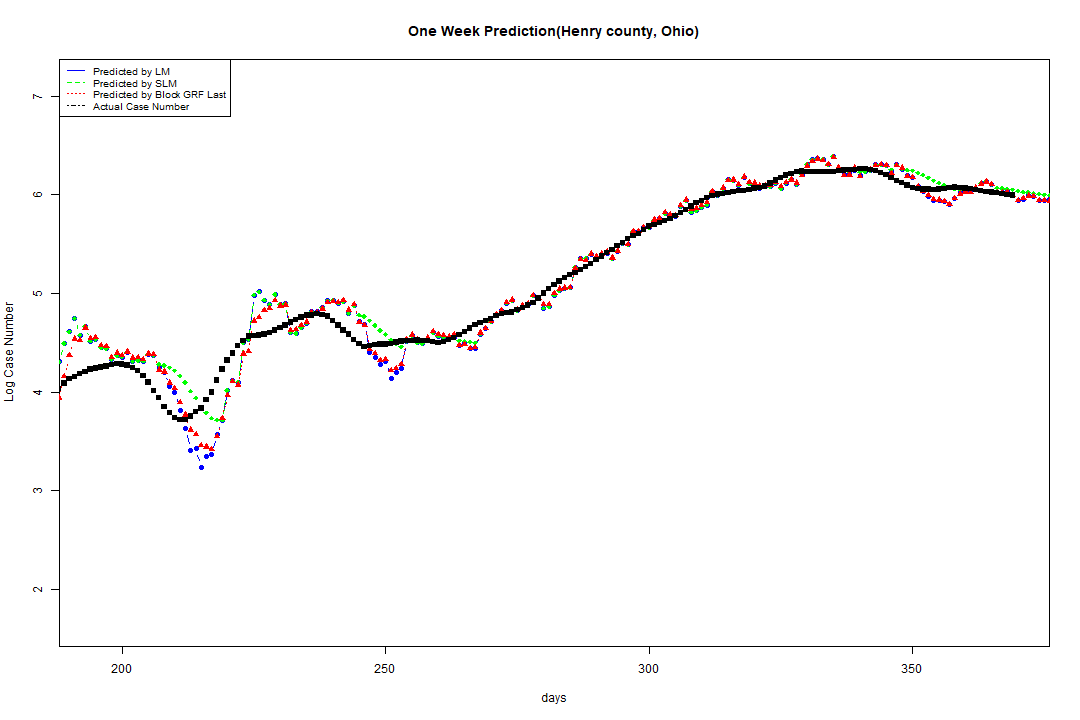 One Week Prediction(Henry county, Ohio)
Predicted by LM
Predicted by SLM
Predicted by Block GRF Last
Actual Case Number
7
6
5
4
3
2
Log Case Number
200
250
300
350
days